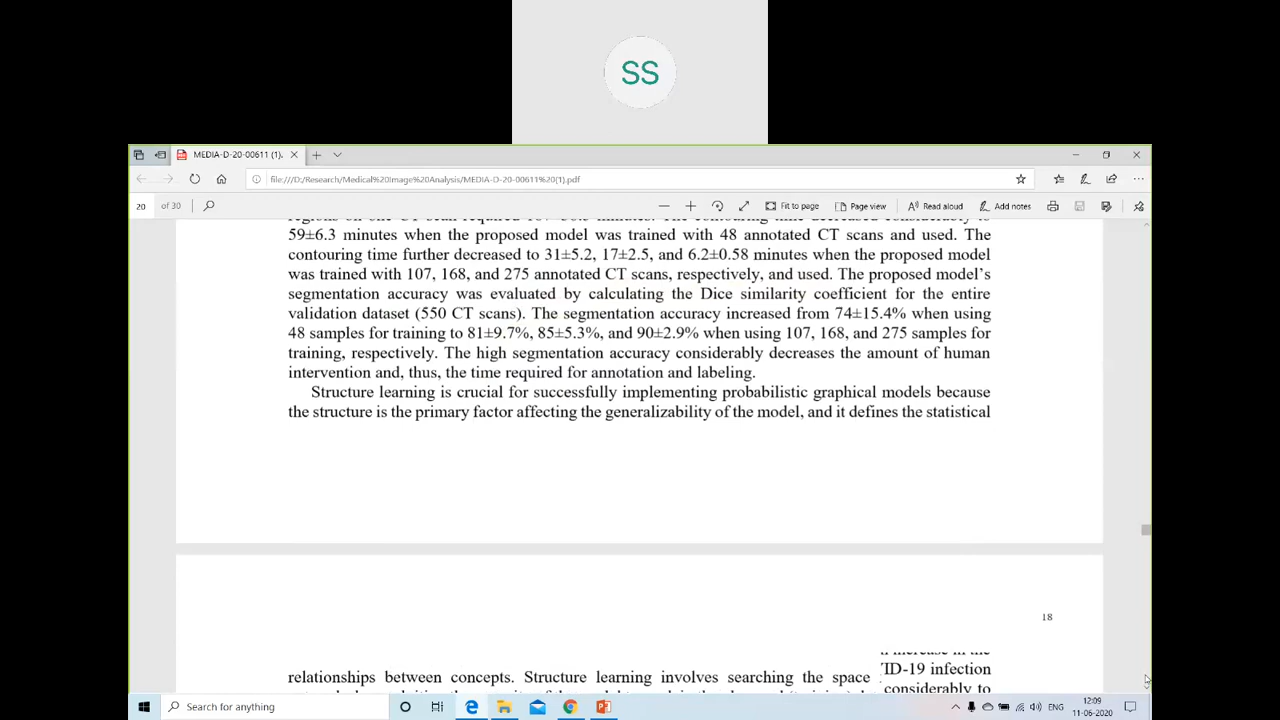 SS
MEDIA-D-20-00611 (1).
file:///D:/Research/Medical%20Image%20Analysis/MEDIA-D-20-00611%20(1).pdf
20 of 30
Fit to page
Page view
Read aloud
Add notes
59±6.3 minutes when the proposed model was trained with 48 annotated CT scans and used. The
contouring time further decreased to 31±5.2, 17±2.5, and 6.2±0.58 minutes when the proposed model
was trained with 107, 168, and 275 annotated CT scans, respectively, and used. The proposed model's
segmentation accuracy was evaluated by calculating the Dice similarity coefficient for the entire
validation dataset (550 CT scans). The segmentation accuracy increased from 74±15.4% when using
48 samples for training to 81±9.7%, 85±5.3%, and 90±2.9% when using 107, 168, and 275 samples for
training, respectively. The high segmentation accuracy considerably decreases the amount of human
intervention and, thus, the time required for annotation and labeling.
Structure learning is crucial for successfully implementing probabilistic graphical models because
the structure is the primary factor affecting the generalizability of the model, and it defines the statistical
18
relationships between concepts. Structure learning involves searching the space
ID-19 infection
considerably to
Search for anything
ENG
12:09
11-06-2020